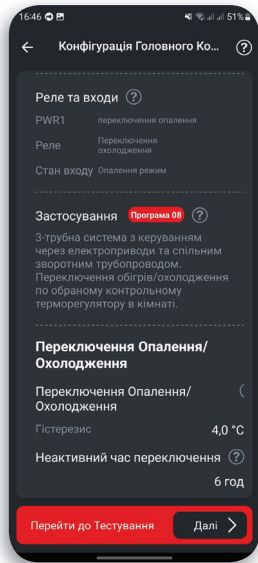 16:46 51%
Конфігурація Головного Ко...
Реле та входи
PWR1 переключення опалення
Реле Переключення
охолодження
Стан входу Опалення режим
Застосування Програма 08
3-трубна система з керуванням
через електроприводи та спільним
зворотним трубопроводом.
Переключення обігрів/охолодження
по обраному контрольному
терморегулятору в кімнаті.
Переключення Опалення/
Охолодження
Переключення Опалення/
Охолодження
Гістерезис 4,0 °C
Неактивний час переключення
6 год
Перейти до Тестування Далі